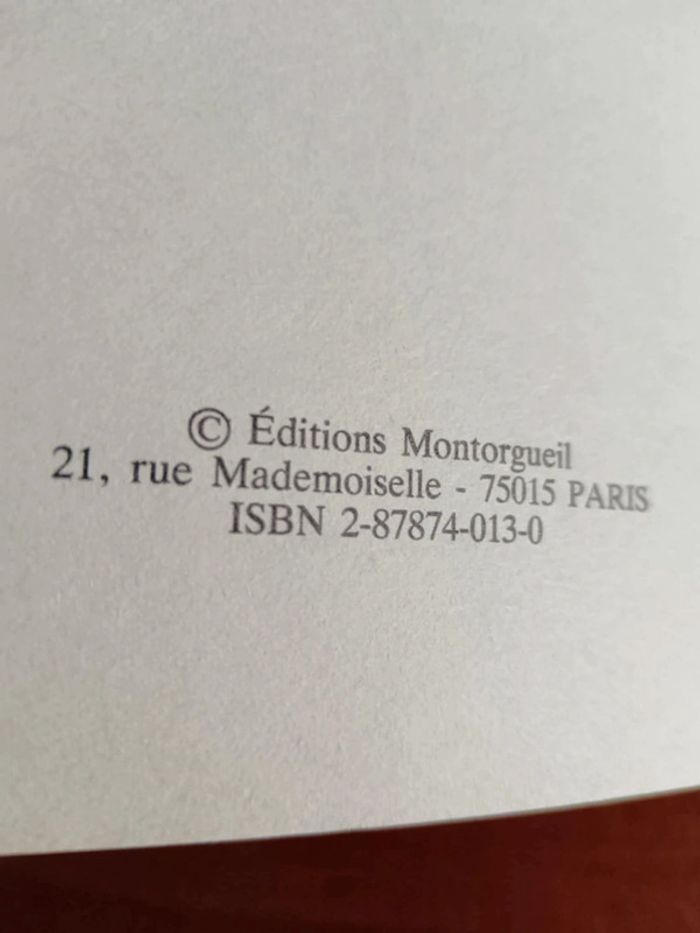 © Éditions Montorgueil
21, rue Mademoiselle - 75015 PARIS
ISBN 2-87874-013-0